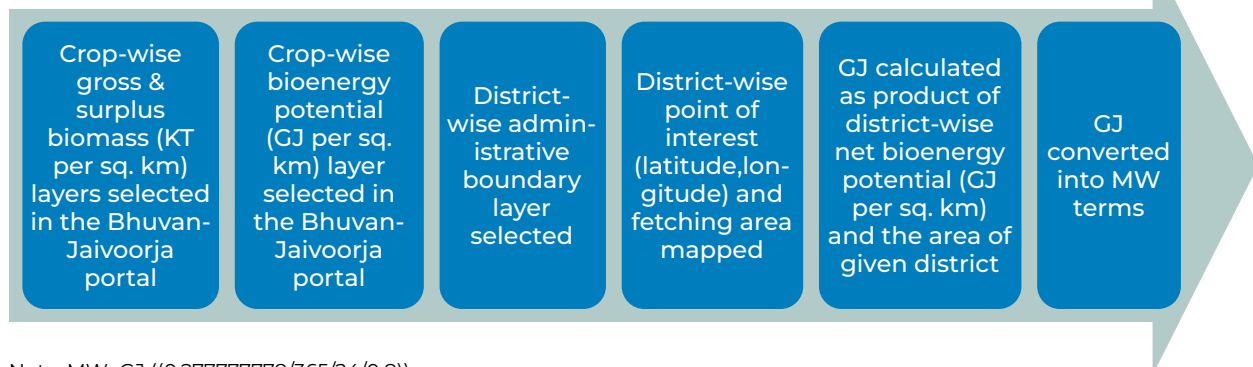 Crop-wise
gross &
surplus
biomass (KT
per sq. km)
layers selected
in the Bhuvan-
Jaivoorja
portal
Crop-wise
bioenergy
potential
(GJ per sq.
km) layer
selected in
the Bhuvan-
Jaivoorja
portal
District-
wise admin-
istrative
boundary
layer
selected
District-wise
point of
interest
(latitude,lon-
gitude) and
fetching area
mapped
GJ calculated
as product of
district-wise
net bioenergy
potential (GJ
per sq. km)
and the area of
given district
GJ
converted
into MW
terms